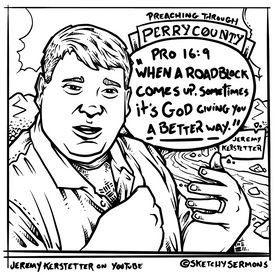 PREACHING THROUGH
PERRY COUNTY
PRO 16:9
"WHEN A ROADBLOCK
COMES UP, SOMETIMES
iT'S GOD GIVING YOU
A BETTER WAY."
JEREMY
KERSTETTER
JEREMY KERSTETTER ON YOUTUBE
©SKETCHYSERMONS